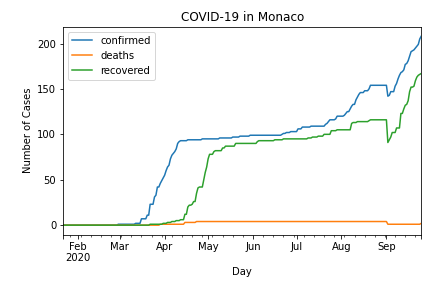 COVID-19 in Monaco
confirmed
deaths
recovered
Number of Cases
200
150
100
50
0
Feb Mar Apr May Jun Jul Aug Sep
2020
Day